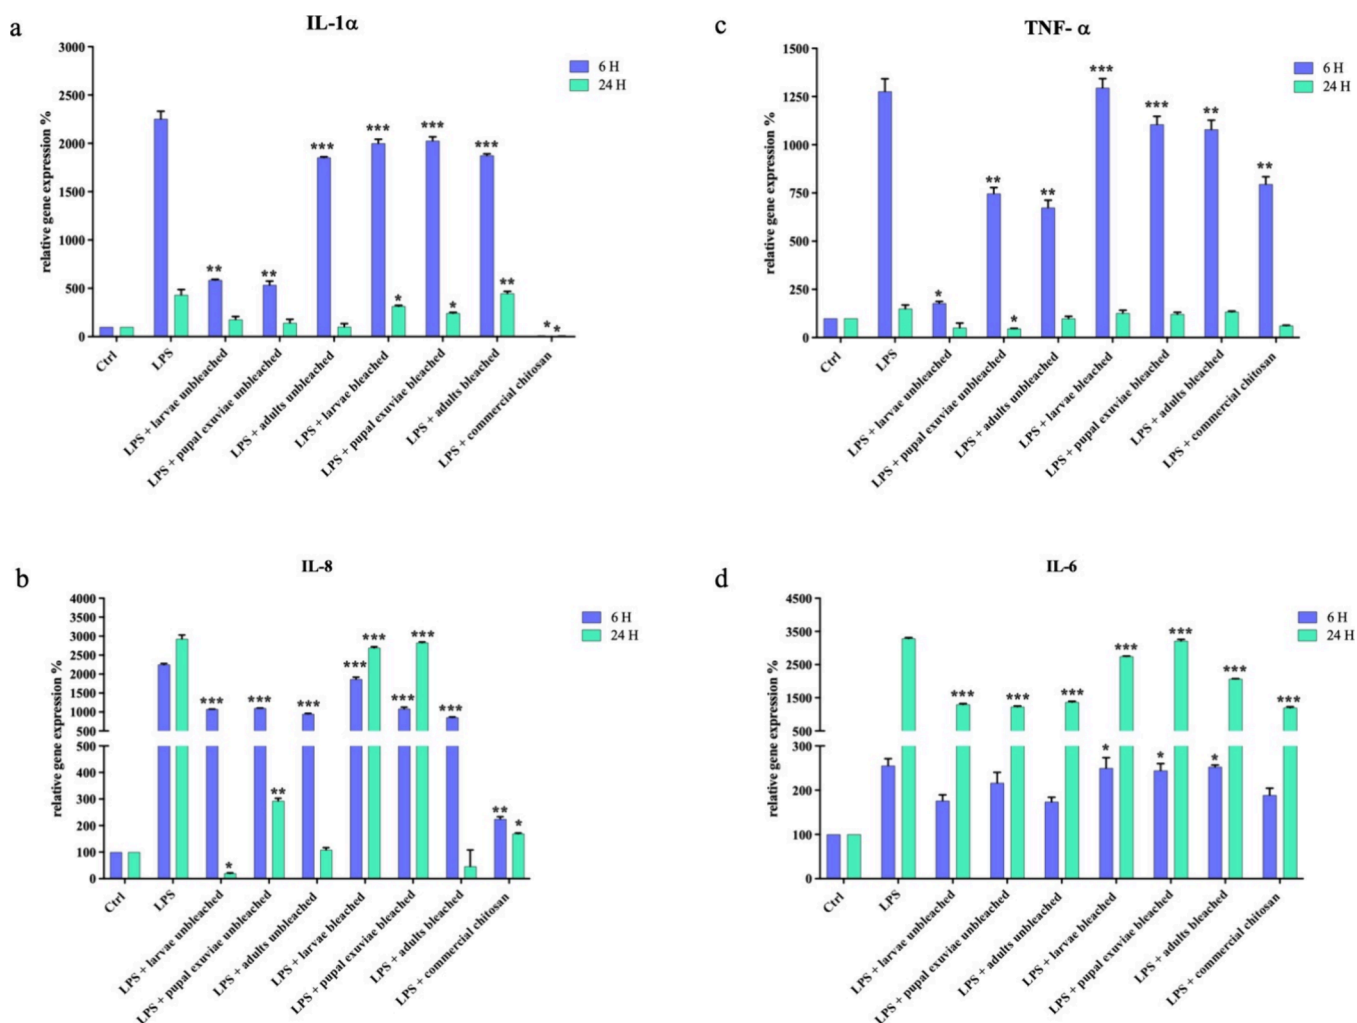 a
IL-1α
relative gene expression %
3000
2500
2000
1500
1000
500
0
6 H
24 H
**
**
***
***
*
***
*
***
**
*
*
Ctrl
LPS
LPS + larvae unbleached
LPS + pupal exuviae unbleached
LPS + adults unbleached
LPS + larvae bleached
LPS + pupal exuviae bleached
LPS + adults bleached
LPS + commercial chitosan
c
TNF- α
relative gene expression %
1500
1250
1000
750
500
250
0
6 H
24 H
*
**
*
**
***
***
**
**
Ctrl
LPS
LPS + larvae unbleached
LPS + pupal exuviae unbleached
LPS + adults unbleached
LPS + larvae bleached
LPS + pupal exuviae bleached
LPS + adults bleached
LPS + commercial chitosan
b
IL-8
relative gene expression %
4000
3500
3000
2500
2000
1500
1000
500
500
400
300
200
100
0
6 H
24 H
***
*
***
**
***
***
***
***
***
***
**
*
Ctrl
LPS
LPS + larvae unbleached
LPS + pupal exuviae unbleached
LPS + adults unbleached
LPS + larvae bleached
LPS + pupal exuviae bleached
LPS + adults bleached
LPS + commercial chitosan
d
IL-6
relative gene expression %
4500
3500
2500
1500
500
300
200
100
0
6 H
24 H
***
***
***
*
***
*
***
*
***
***
Ctrl
LPS
LPS + larvae unbleached
LPS + pupal exuviae unbleached
LPS + adults unbleached
LPS + larvae bleached
LPS + pupal exuviae bleached
LPS + adults bleached
LPS + commercial chitosan